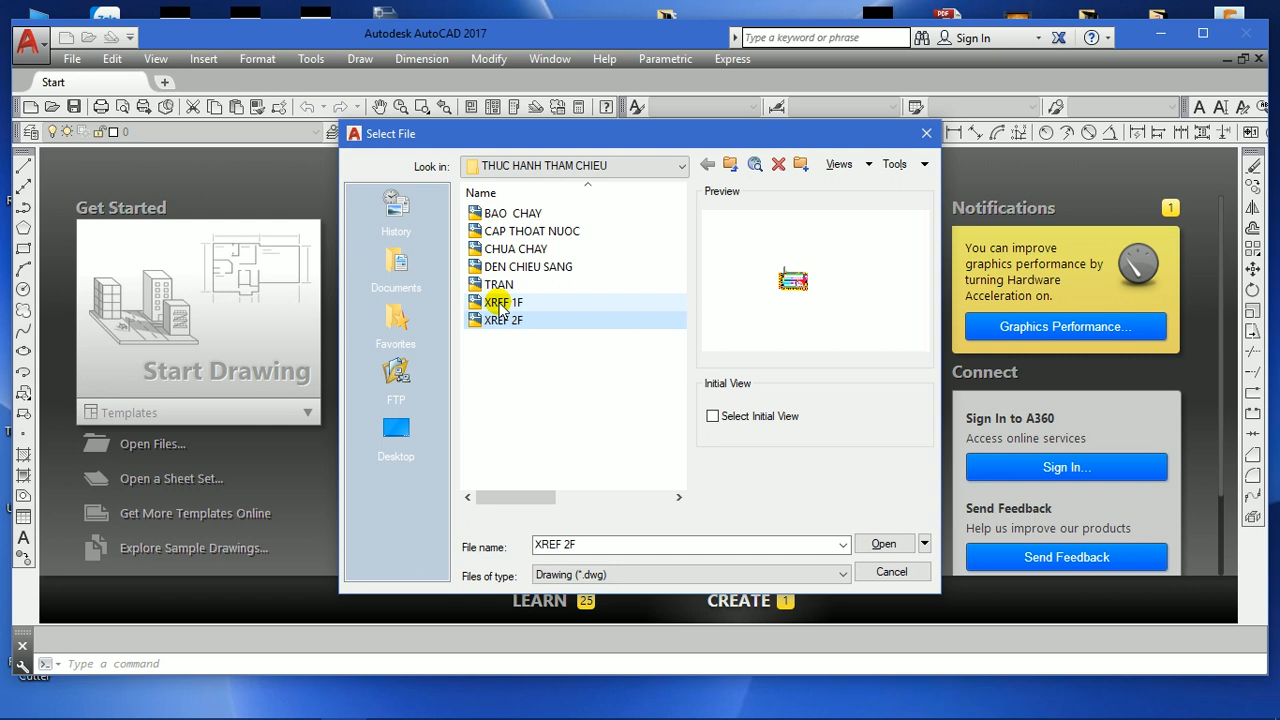 Autodesk AutoCAD 2017
Type a keyword or phrase
Sign In
File Edit View Insert Format Tools Draw Dimension Modify Window Help Parametric Express
Start
0
Select File
Look in:
THUC HANH THAM CHIEU
Views
Tools
Name
BAO CHAY
CAP THOAT NUOC
CHUA CHAY
DEN CHIEU SANG
TRAN
XREF 1F
XREF 2F
History
Documents
Favorites
FTP
Desktop
Preview
Initial View
Select Initial View
File name:
XREF 2F
Open
Files of type:
Drawing (*.dwg)
Cancel
Get Started
Start Drawing
Templates
Open Files...
Open a Sheet Set...
Get More Templates Online
Explore Sample Drawings...
Notifications
1
You can improve
graphics performance by
turning Hardware
Acceleration on.
Graphics Performance...
Connect
Sign In to A360
Access online services
Sign In...
Send Feedback
Help us improve our products
Send Feedback
LEARN 25
CREATE 1
Type a command